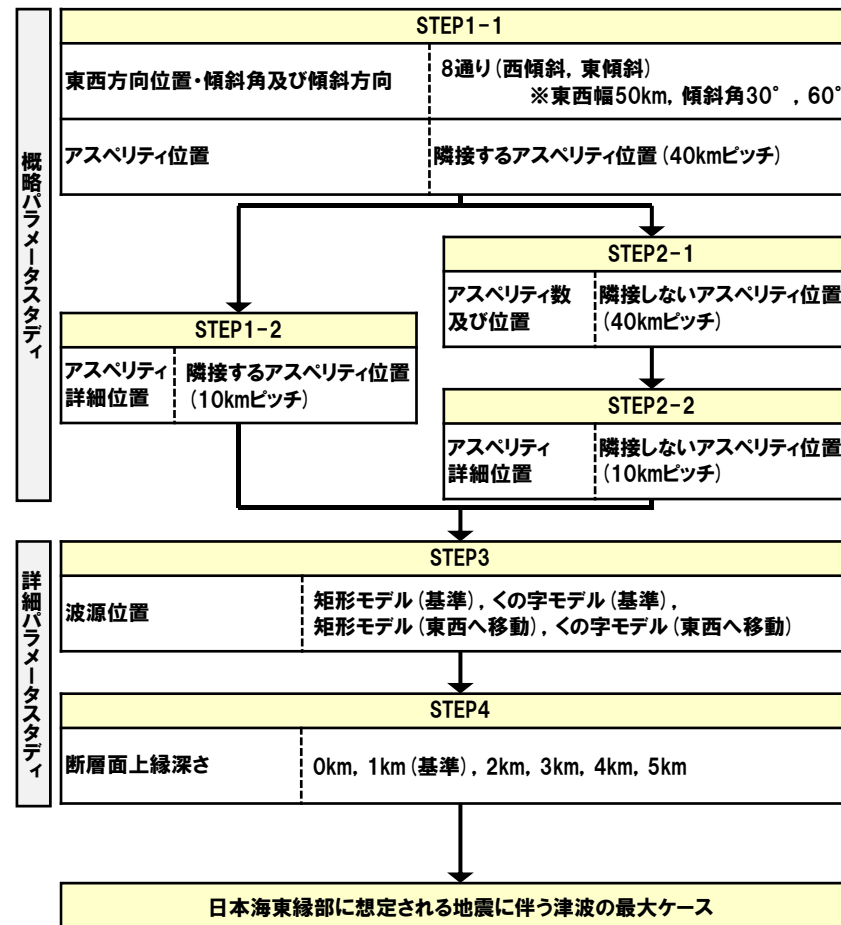 概略パラメータスタディ
STEP1-1
東西方向位置・傾斜角及び傾斜方向
8通り(西傾斜, 東傾斜)
※東西幅50km, 傾斜角30°, 60°
アスペリティ位置
隣接するアスペリティ位置(40kmピッチ)
STEP2-1
アスペリティ数
及び位置
隣接しないアスペリティ位置
(40kmピッチ)
STEP1-2
アスペリティ
詳細位置
隣接するアスペリティ位置
(10kmピッチ)
STEP2-2
アスペリティ
詳細位置
隣接しないアスペリティ位置
(10kmピッチ)
詳細パラメータスタディ
STEP3
波源位置
矩形モデル(基準), くの字モデル(基準),
矩形モデル(東西へ移動), くの字モデル(東西へ移動)
STEP4
断層面上縁深さ
0km, 1km(基準), 2km, 3km, 4km, 5km
日本海東縁部に想定される地震に伴う津波の最大ケース